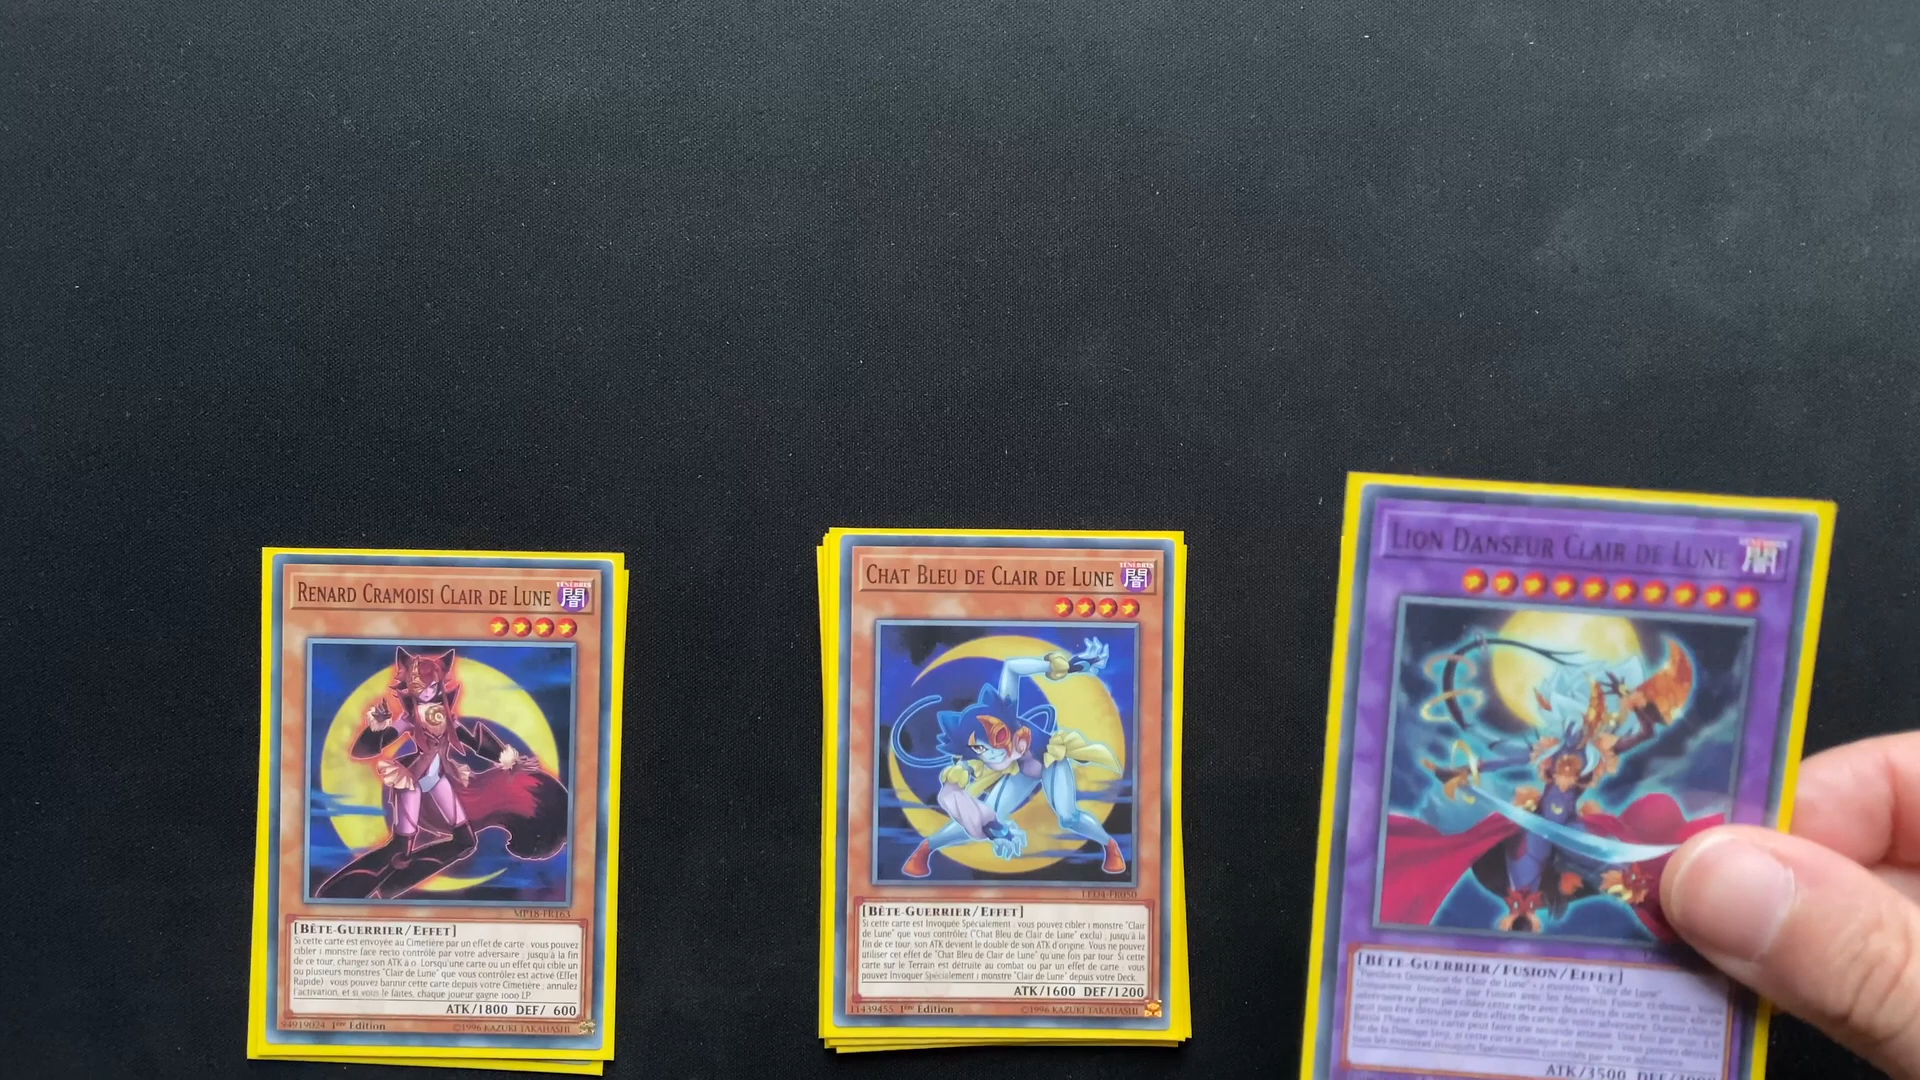 RENARD CRAMOISI CLAIR DE LUNE
TÉNÈBRES
闇
MP18-FR163
[BÊTE-GUERRIER/EFFET]
Si cette carte est envoyée au Cimetière par un effet de carte : vous pouvez
cibler 1 monstre face recto contrôlé par votre adversaire ; jusqu'à la fin
de ce tour, changez son ATK à 0. Lorsqu'une carte ou un effet qui cible un
ou plusieurs monstres "Clair de Lune" que vous contrôlez est activé (Effet
Rapide) : vous pouvez bannir cette carte depuis votre Cimetière ; annulez
l'activation, et si vous le faites, chaque joueur gagne 1000 LP.
ATK/1800 DEF/ 600
94919024 1ère Edition
©1996 KAZUKI TAKAHASHI
CHAT BLEU DE CLAIR DE LUNE
TÉNÈBRES
闇
LED4-FR050
[BÊTE-GUERRIER/EFFET]
Si cette carte est Invoquée Spécialement : vous pouvez cibler 1 monstre "Clair
de Lune" que vous contrôlez ("Chat Bleu de Clair de Lune" exclu) ; jusqu'à la
fin de ce tour, son ATK devient le double de son ATK d'origine. Vous ne pouvez
utiliser cet effet de "Chat Bleu de Clair de Lune" qu'une fois par tour. Si cette
carte sur le Terrain est détruite au combat ou par un effet de carte : vous
pouvez Invoquer Spécialement 1 monstre "Clair de Lune" depuis votre Deck.
ATK/1600 DEF/1200
11439455 1ère Edition
©1996 KAZUKI TAKAHASHI
LION DANSEUR CLAIR DE LUNE
TÉNÈBRES
闇
[BÊTE-GUERRIER/FUSION/EFFET]
ATK/3500